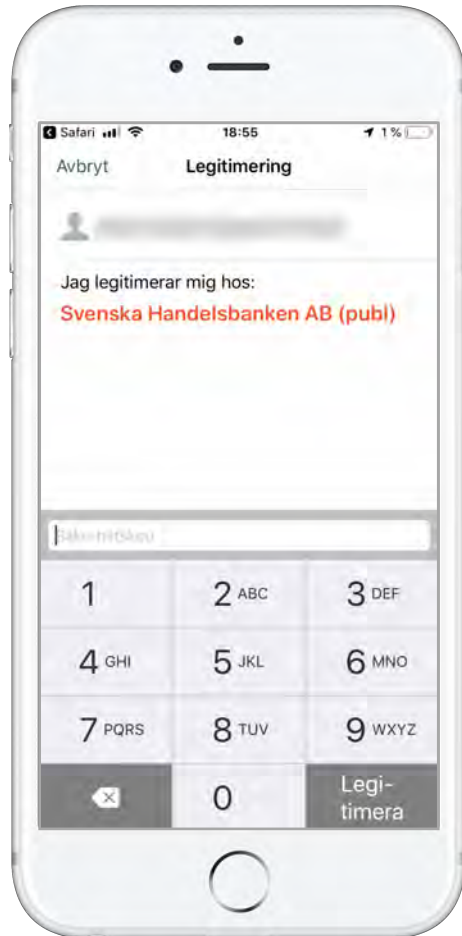 Safari 18:55 1 %
Avbryt Legitimering
Jag legitimerar mig hos:
Svenska Handelsbanken AB (publ)
1 2 ABC 3 DEF
4 GHI 5 JKL 6 MNO
7 PQRS 8 TUV 9 WXYZ
0 Legi-
timera